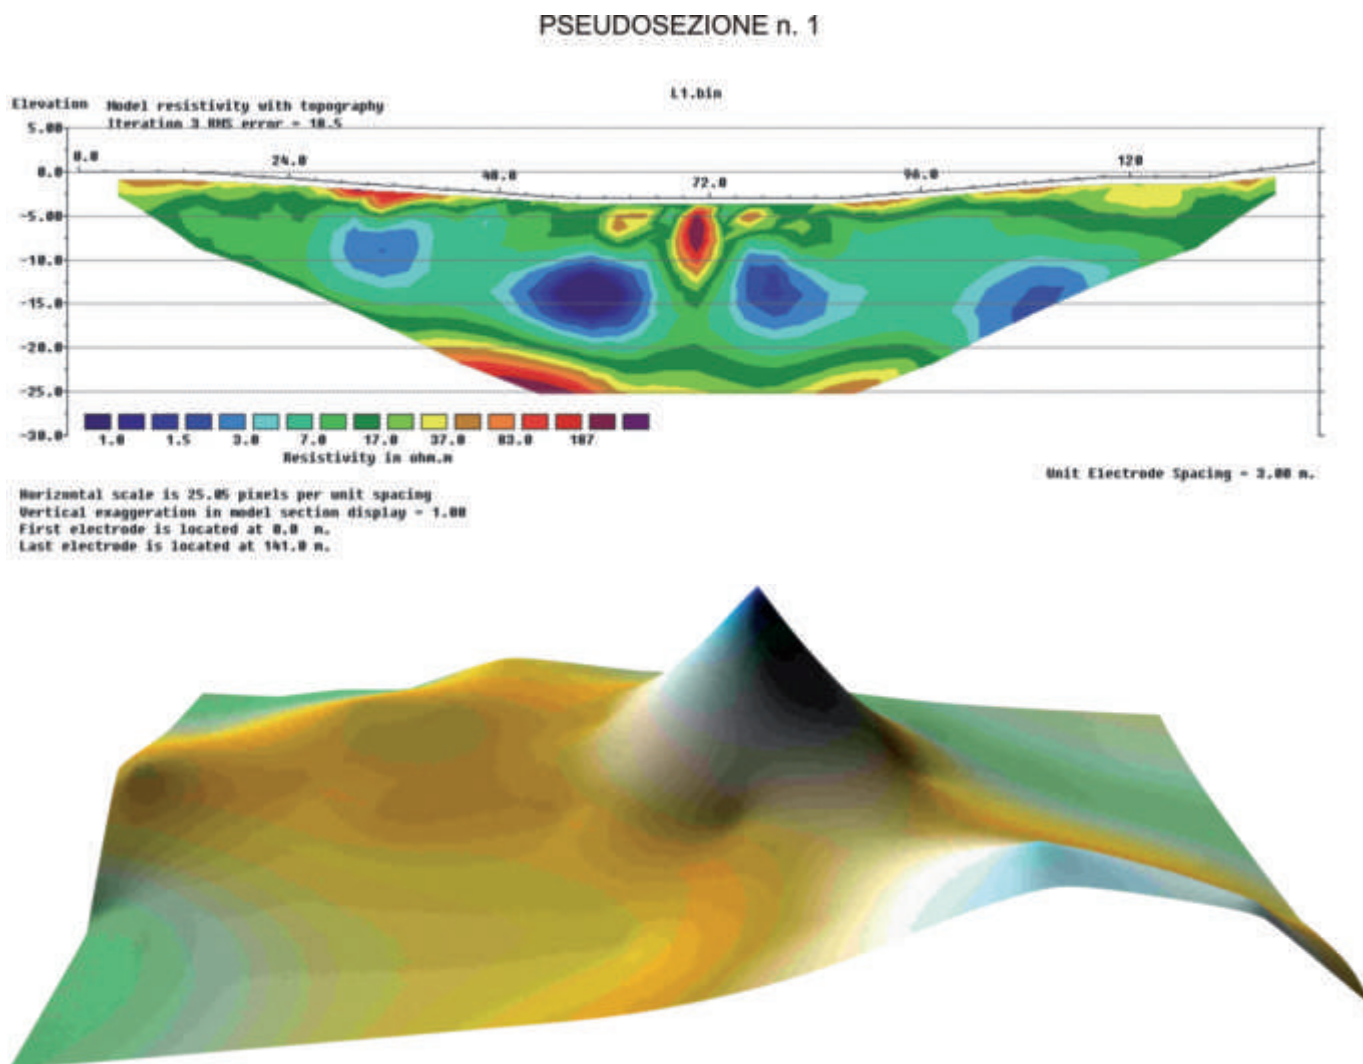 PSEUDOSEZIONE n. 1
L1.bin
Elevation
Model resistivity with topography
Iteration 3 RMS error = 10.5
5.00
0.0 24.0 48.0 72.0 96.0 120
0.0
-5.00
-10.0
-15.0
-20.0
-25.0
-30.0
1.0 1.5 3.0 7.0 17.0 37.0 83.0 187
Resistivity in ohm.m
Unit Electrode Spacing = 3.00 m.
Horizontal scale is 25.05 pixels per unit spacing
Vertical exaggeration in model section display = 1.00
First electrode is located at 0.0 m.
Last electrode is located at 141.0 m.